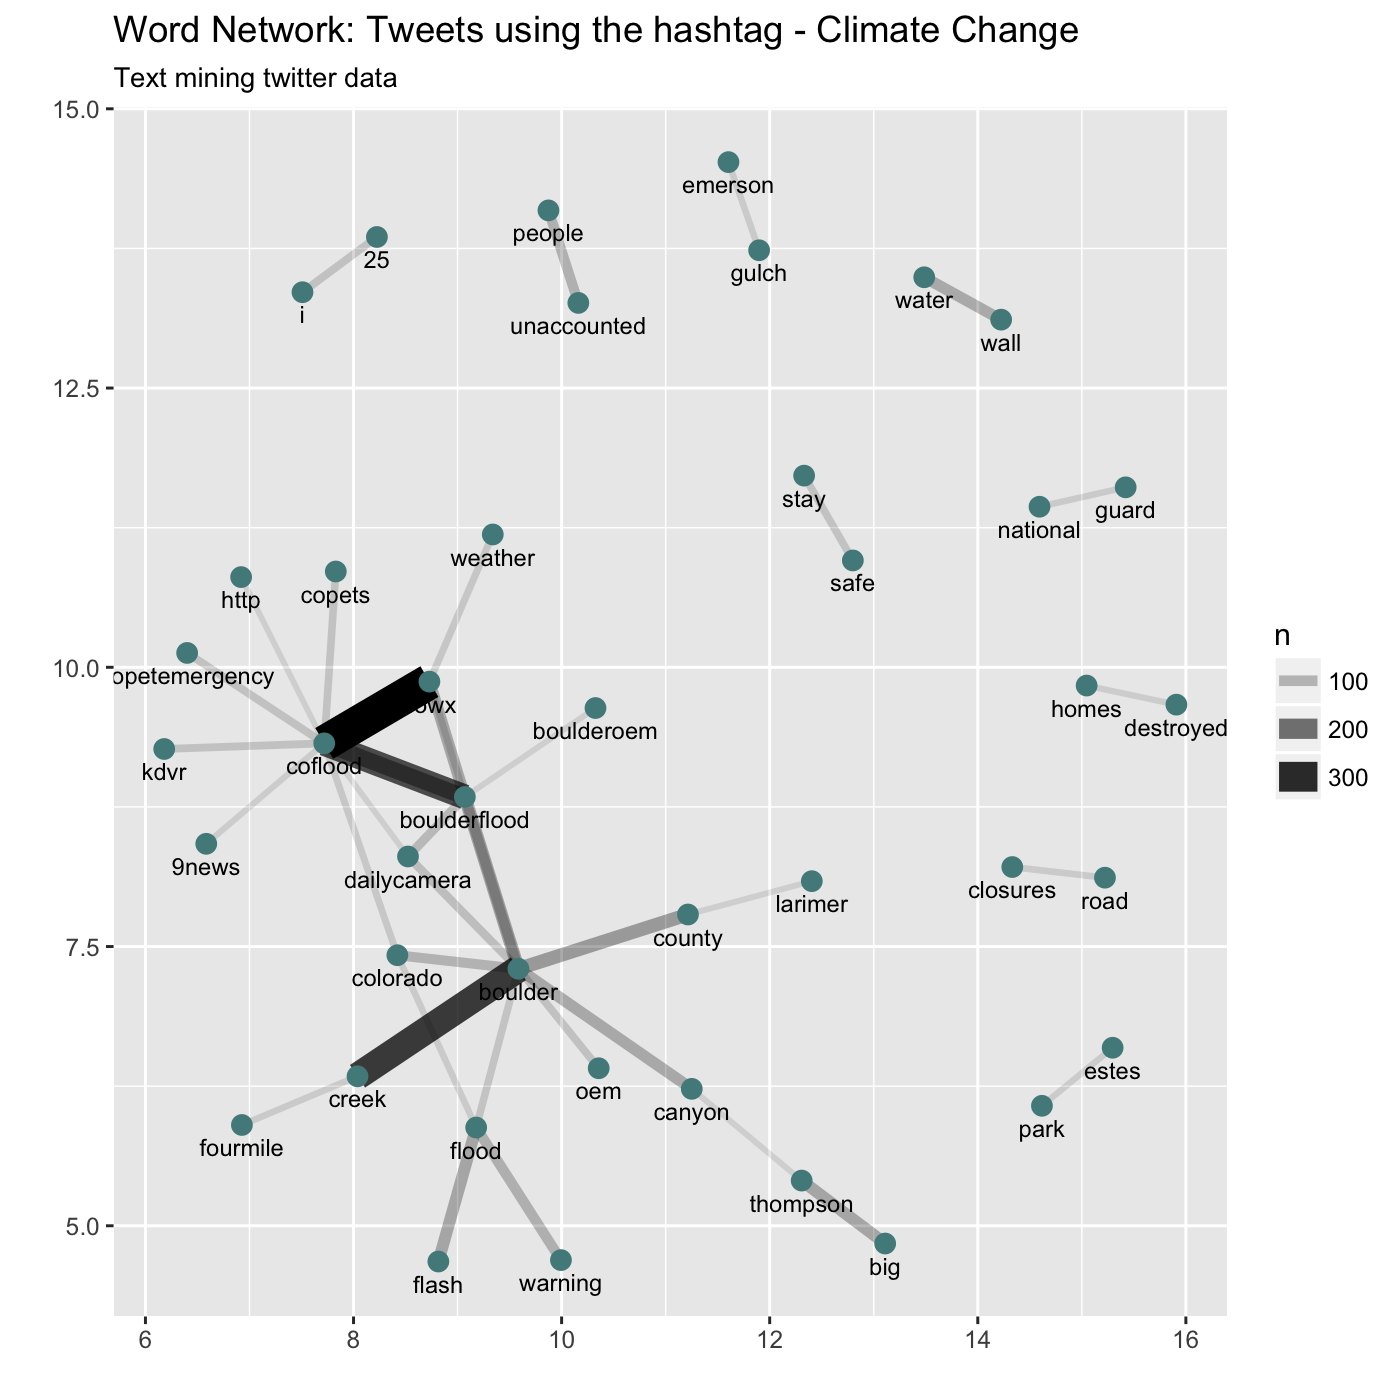 Word Network: Tweets using the hashtag - Climate Change
Text mining twitter data
15.0
12.5
10.0
7.5
5.0
6
8
10
12
14
16
emerson
people
gulch
25
i
unaccounted
water
wall
stay
guard
national
safe
weather
http
copets
opetemergency
owx
homes
destroyed
boulderoem
kdvr
coflood
boulderflood
9news
dailycamera
larimer
closures
road
county
colorado
boulder
creek
oem
canyon
estes
park
fourmile
flood
thompson
flash
warning
big
n
100
200
300